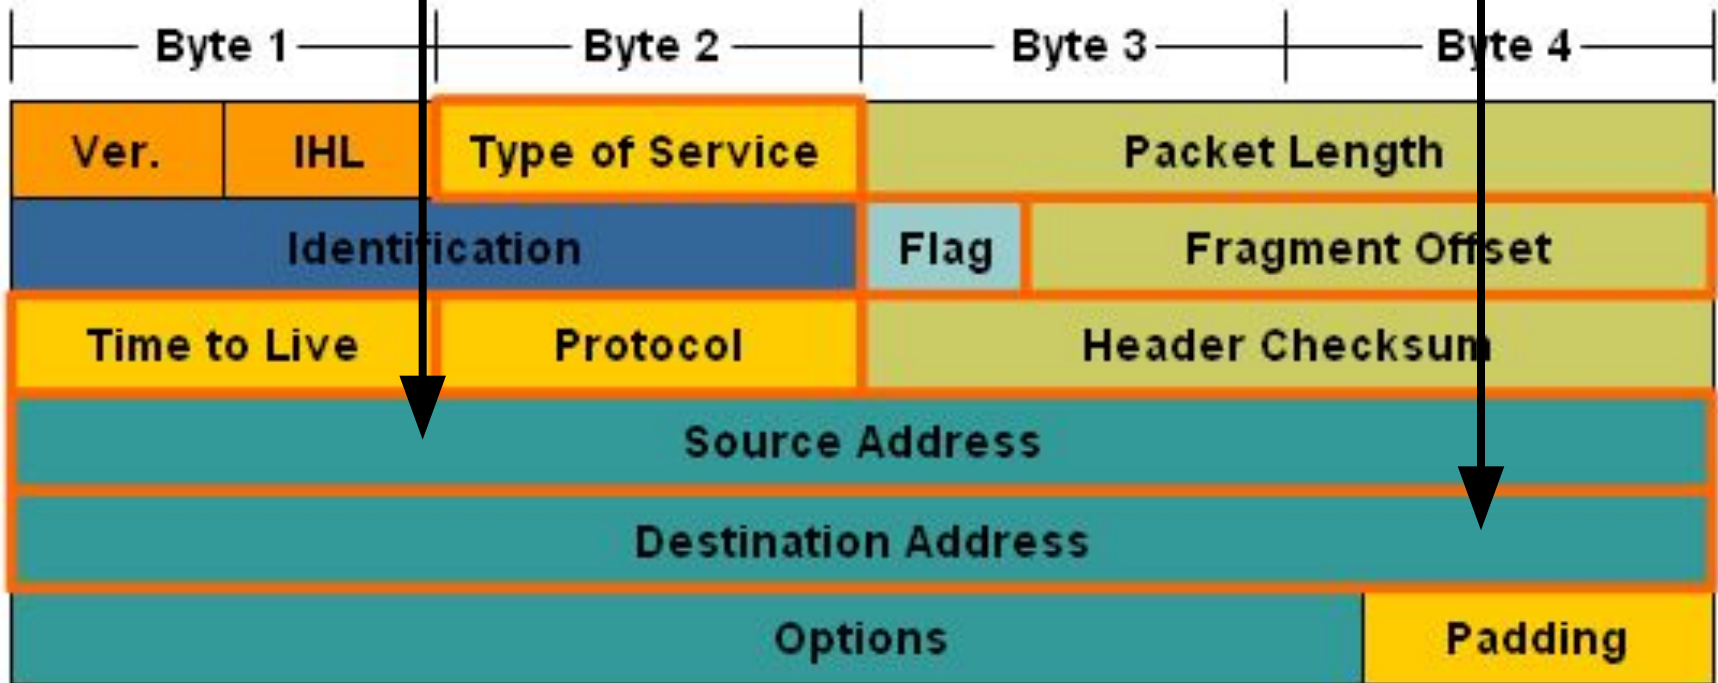 Byte 1 Byte 2 Byte 3 Byte 4
Ver. IHL Type of Service Packet Length
Identification Flag Fragment Offset
Time to Live Protocol Header Checksum
Source Address
Destination Address
Options Padding